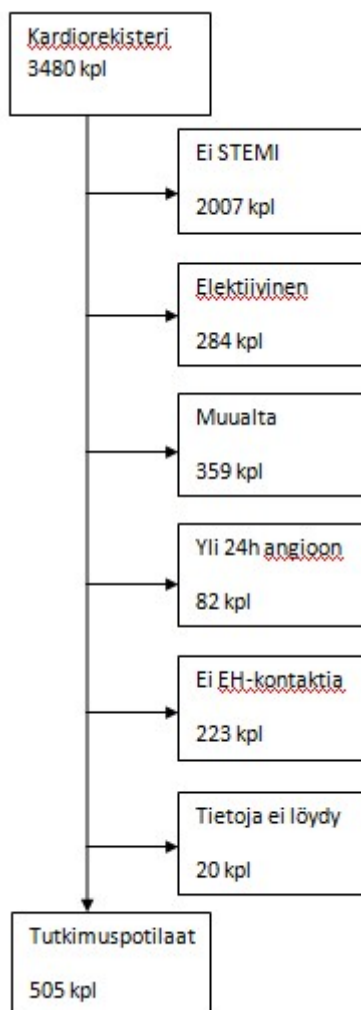 Kardiorekisteri
3480 kpl
Ei STEMI
2007 kpl
Elektiivinen
284 kpl
Muualta
359 kpl
Yli 24h angioon
82 kpl
Ei EH-kontaktia
223 kpl
Tietoja ei löydy
20 kpl
Tutkimuspotilaat
505 kpl